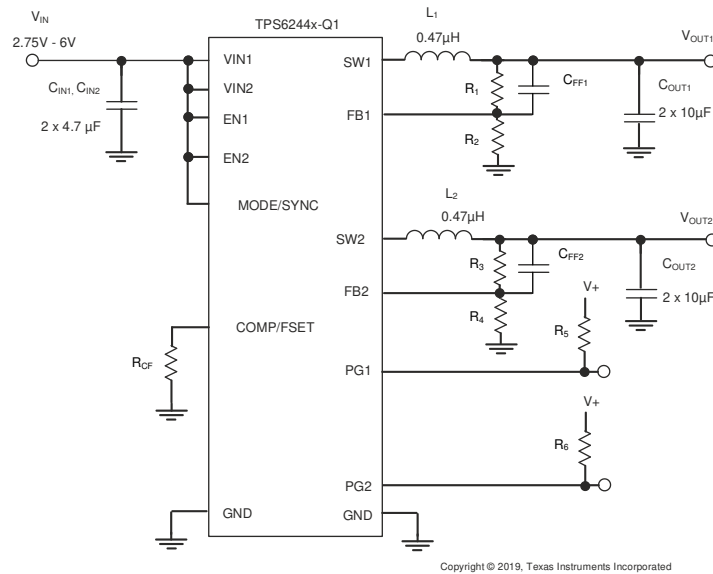 TPS6244x-Q1
VIN
2.75V - 6V
CIN1, CIN2
2 x 4.7 µF
VIN1
VIN2
EN1
EN2
MODE/SYNC
COMP/FSET
RCF
GND
SW1
FB1
SW2
FB2
PG1
PG2
GND
L1
0.47µH
R1
R2
CFF1
VOUT1
COUT1
2 x 10µF
L2
0.47µH
R3
R4
CFF2
VOUT2
COUT2
2 x 10µF
V+
R5
V+
R6
Copyright © 2019, Texas Instruments Incorporated